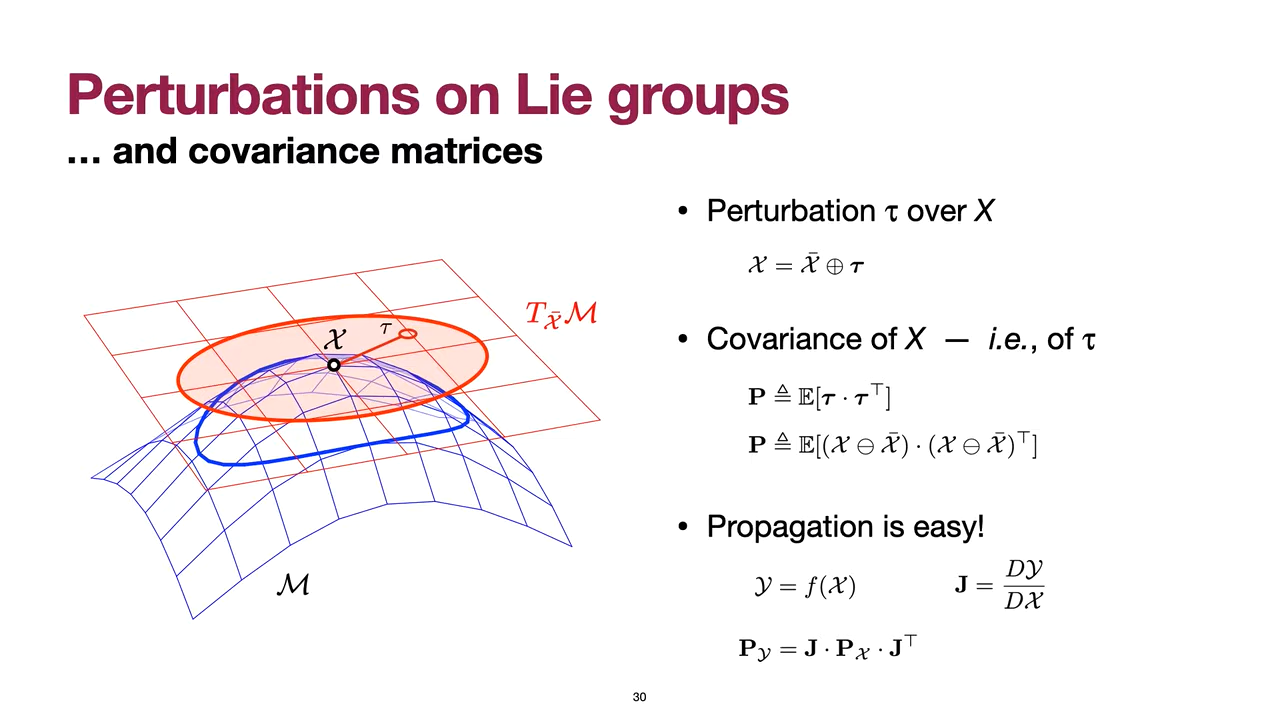 Perturbations on Lie groups
… and covariance matrices
• Perturbation τ over X
𝒳 = 𝒳̄ ⊕ τ
• Covariance of X — i.e., of τ
P ≜ 𝔼[τ · τ⊤]
P ≜ 𝔼[(𝒳 ⊖ 𝒳̄) · (𝒳 ⊖ 𝒳̄)⊤]
• Propagation is easy!
𝒴 = f(𝒳) J = D𝒴/D𝒳
P_𝒴 = J · P_𝒳 · J⊤
T_𝒳̄ ℳ
𝒳
τ
ℳ
30